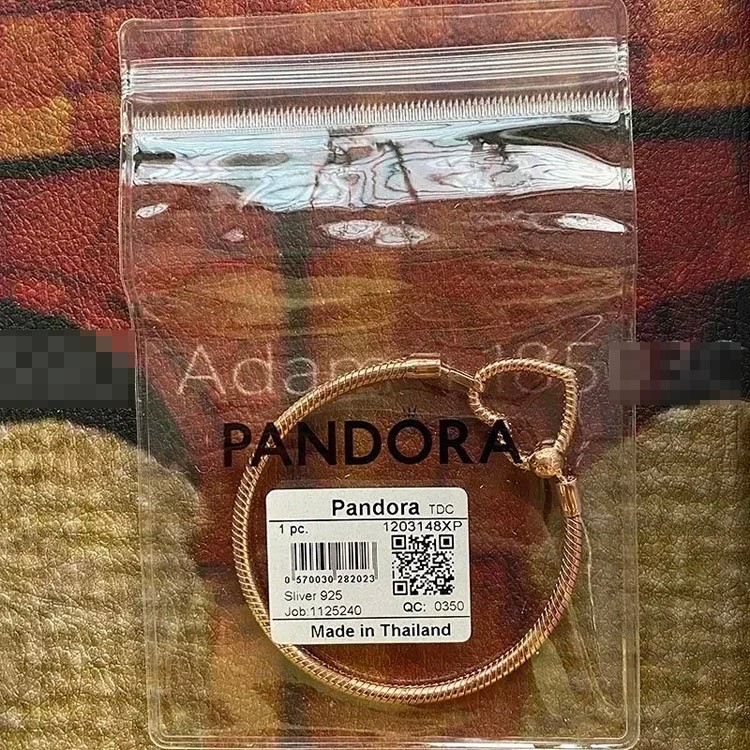 PANDORA
Pandora TDC
1 pc. 1203148XP
0 570030 282023
Sliver 925
Job:1125240 QC: 0350
Made in Thailand